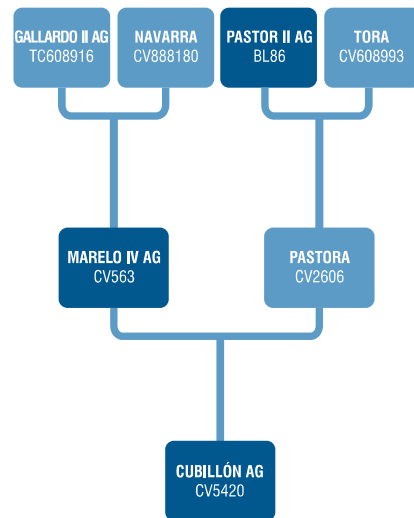 GALLARDO II AG
TC608916
NAVARRA
CV888180
PASTOR II AG
BL86
TORA
CV608993
MARELO IV AG
CV563
PASTORA
CV2606
CUBILLÓN AG
CV5420